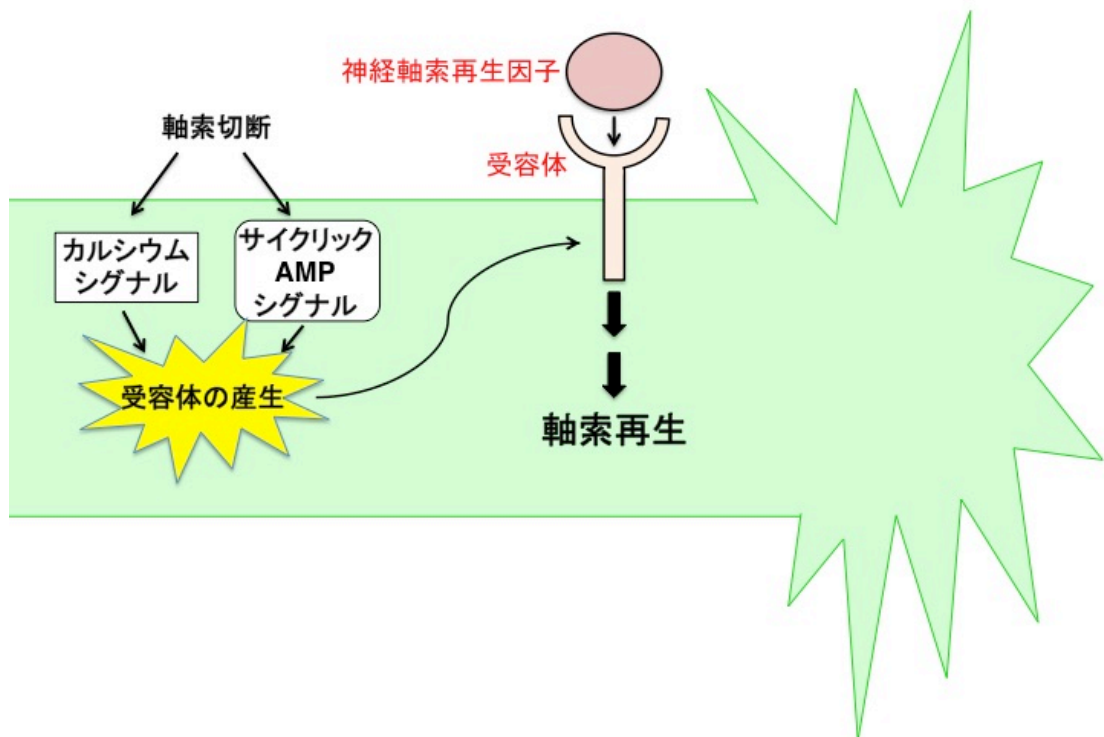 神経軸索再生因子
軸索切断
受容体
カルシウム
シグナル
サイクリック
AMP
シグナル
受容体の産生
軸索再生